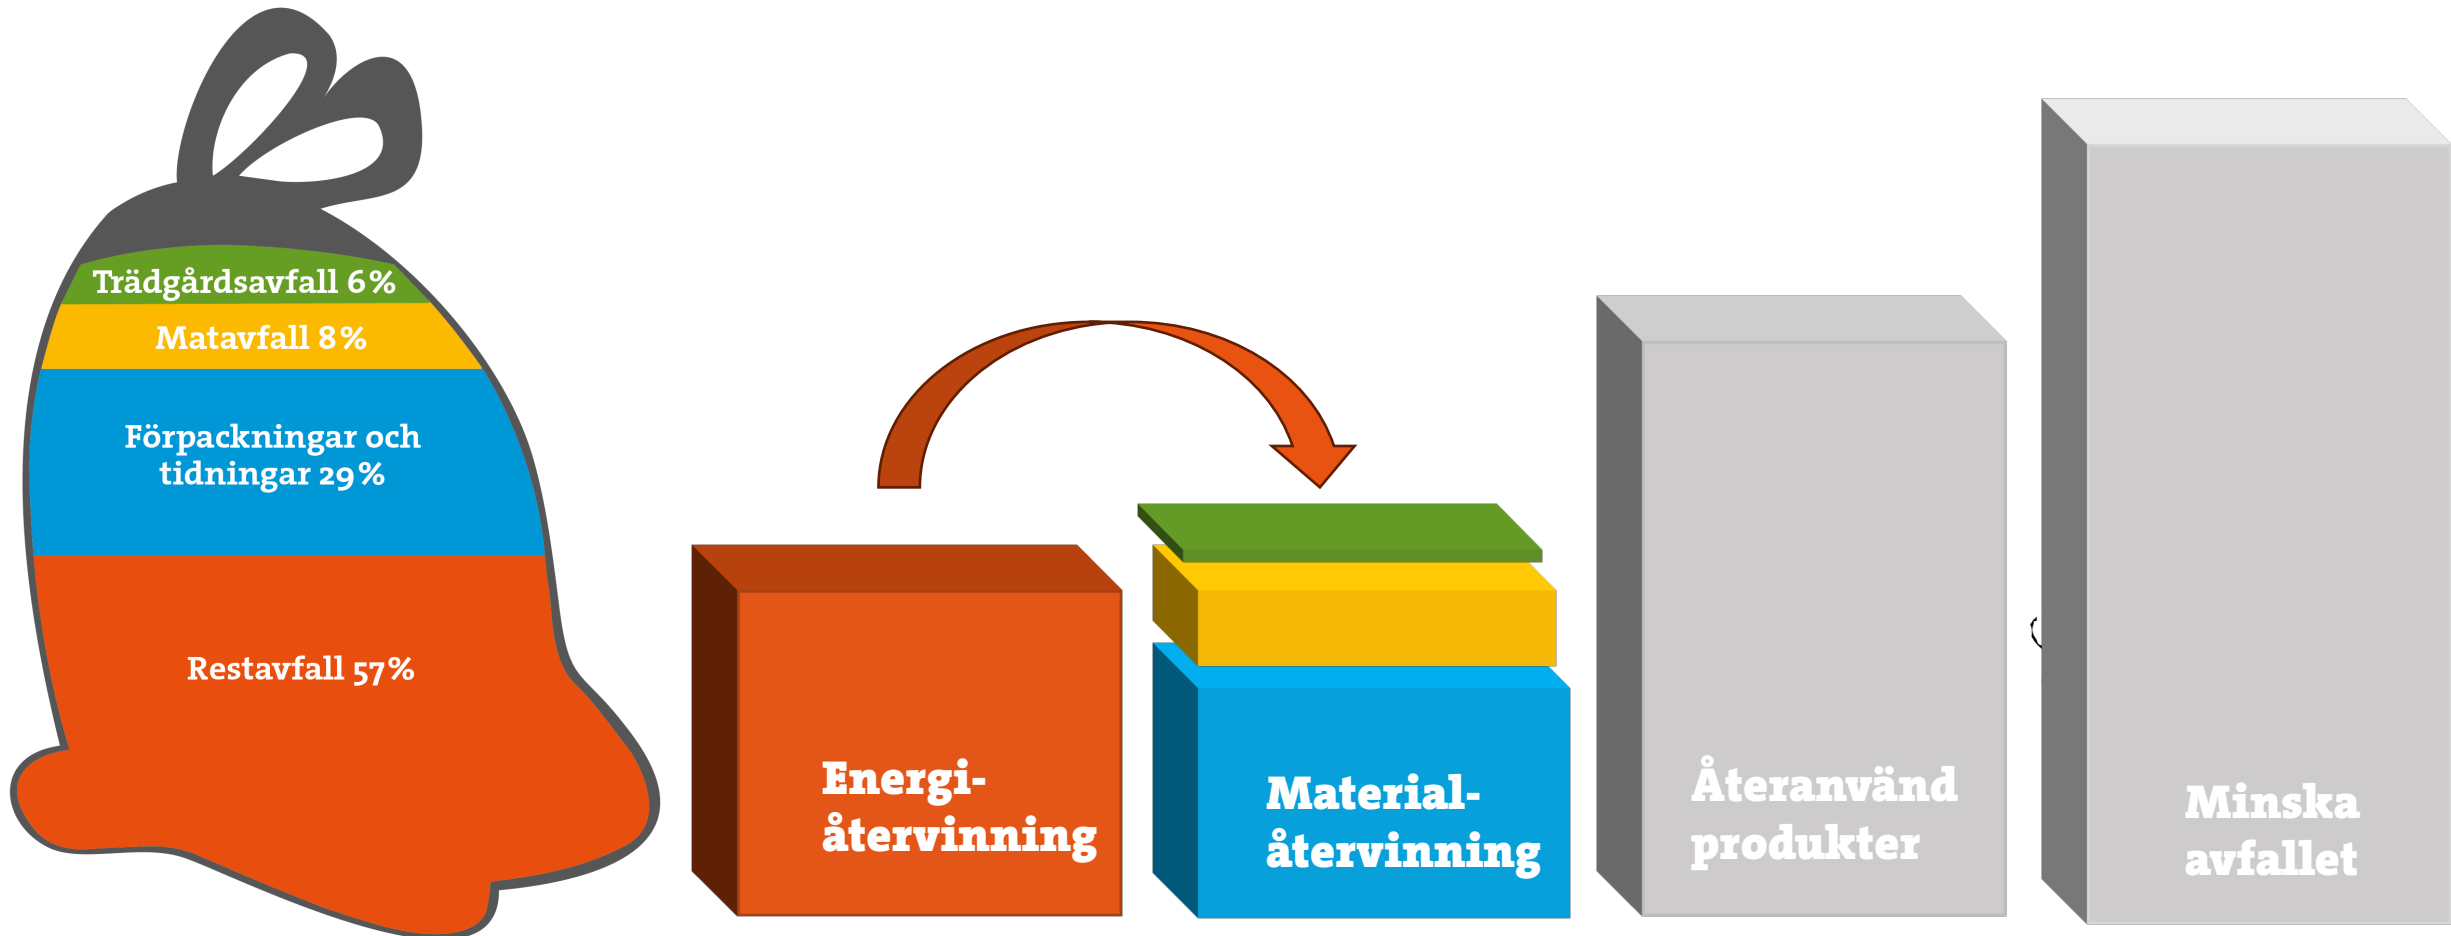 Trädgårdsavfall 6%
Matavfall 8%
Förpackningar och
tidningar 29%
Restavfall 57%
Energi-
återvinning
Material-
återvinning
Återanvänd
produkter
Minska
avfallet